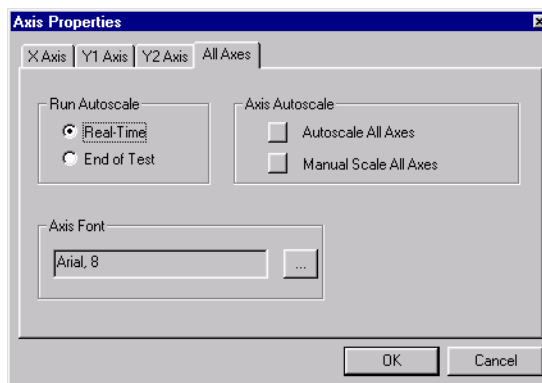 Axis Properties
X Axis Y1 Axis Y2 Axis All Axes
Run Autoscale
Real-Time
End of Test
Axis Autoscale
Autoscale All Axes
Manual Scale All Axes
Axis Font
Arial, 8
...
OK Cancel